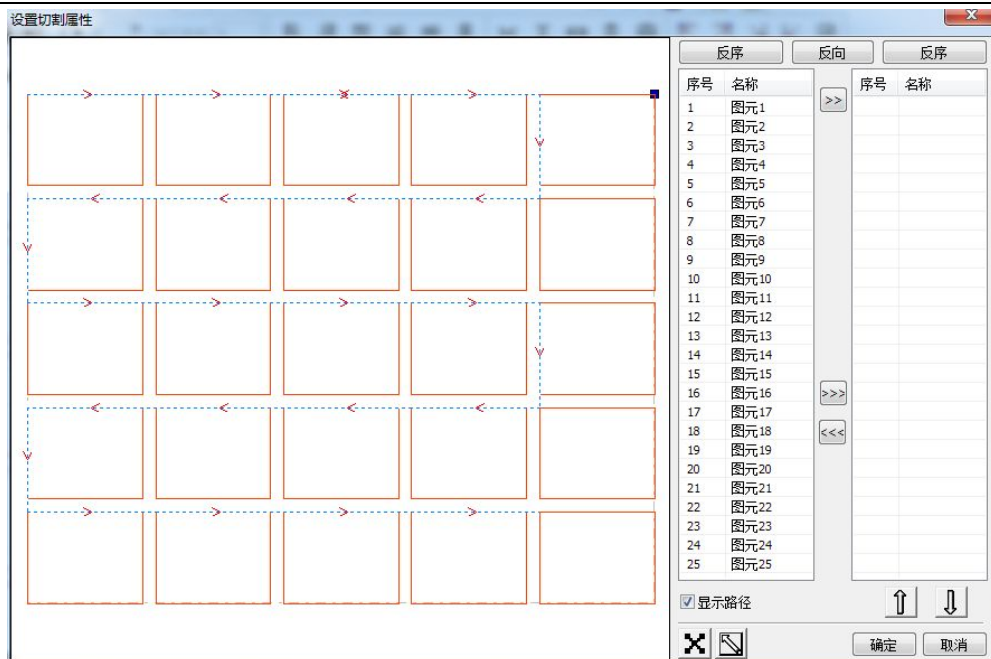 设置切割属性
反序 反向 反序
序号 名称 >> 序号 名称
1 图元1
2 图元2
3 图元3
4 图元4
5 图元5
6 图元6
7 图元7
8 图元8
9 图元9
10 图元10
11 图元11
12 图元12
13 图元13
14 图元14
15 图元15
16 图元16 >>>
17 图元17
18 图元18 <<<
19 图元19
20 图元20
21 图元21
22 图元22
23 图元23
24 图元24
25 图元25
显示路径
确定 取消